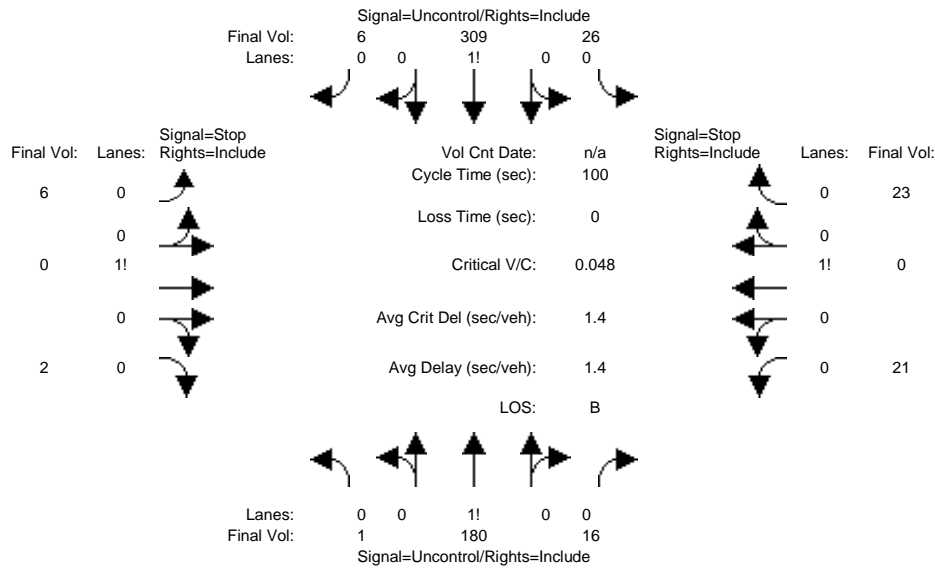 Signal=Uncontrol/Rights=Include
Final Vol: 6 309 26
Lanes: 0 0 1! 0 0
Signal=Stop
Final Vol: Lanes: Rights=Include
Vol Cnt Date: n/a
Signal=Stop
Rights=Include Lanes: Final Vol:
Cycle Time (sec): 100
6 0
0 23
Loss Time (sec): 0
0
0
0 1!
Critical V/C: 0.048
1! 0
0
Avg Crit Del (sec/veh): 1.4
0
2 0
Avg Delay (sec/veh): 1.4
0 21
LOS: B
Lanes: 0 0 1! 0 0
Final Vol: 1 180 16
Signal=Uncontrol/Rights=Include